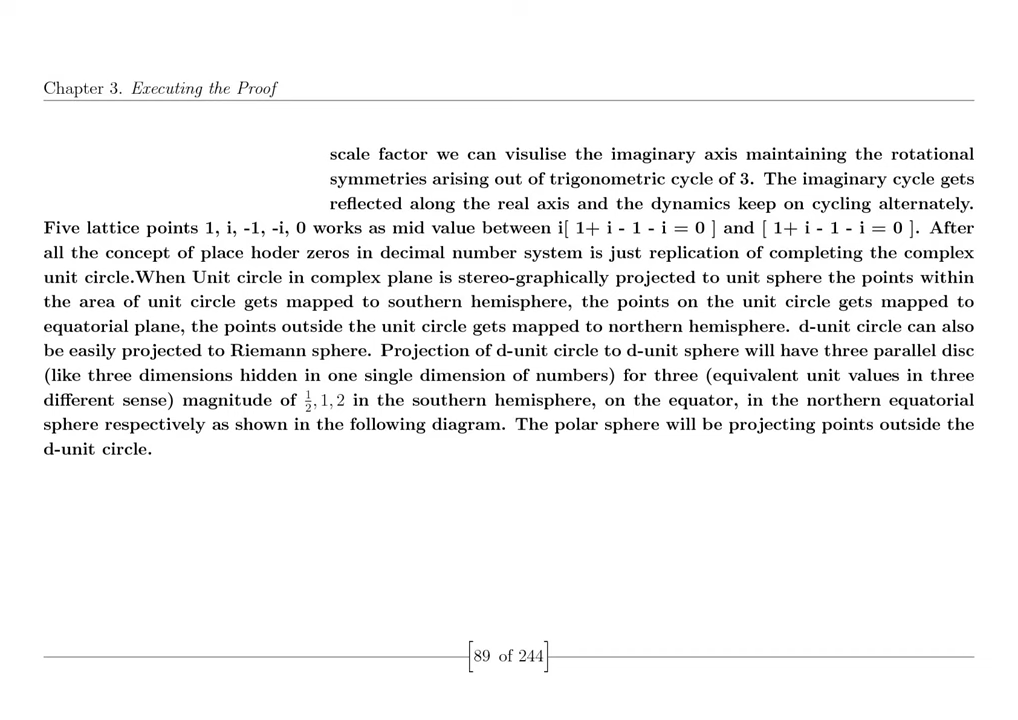 Chapter 3. Executing the Proof
scale factor we can visulise the imaginary axis maintaining the rotational
symmetries arising out of trigonometric cycle of 3. The imaginary cycle gets
reflected along the real axis and the dynamics keep on cycling alternately.
Five lattice points 1, i, -1, -i, 0 works as mid value between i[ 1+ i - 1 - i = 0 ] and [ 1+ i - 1 - i = 0 ]. After
all the concept of place hoder zeros in decimal number system is just replication of completing the complex
unit circle.When Unit circle in complex plane is stereo-graphically projected to unit sphere the points within
the area of unit circle gets mapped to southern hemisphere, the points on the unit circle gets mapped to
equatorial plane, the points outside the unit circle gets mapped to northern hemisphere. d-unit circle can also
be easily projected to Riemann sphere. Projection of d-unit circle to d-unit sphere will have three parallel disc
(like three dimensions hidden in one single dimension of numbers) for three (equivalent unit values in three
different sense) magnitude of 1/2, 1, 2 in the southern hemisphere, on the equator, in the northern equatorial
sphere respectively as shown in the following diagram. The polar sphere will be projecting points outside the
d-unit circle.
[89 of 244]